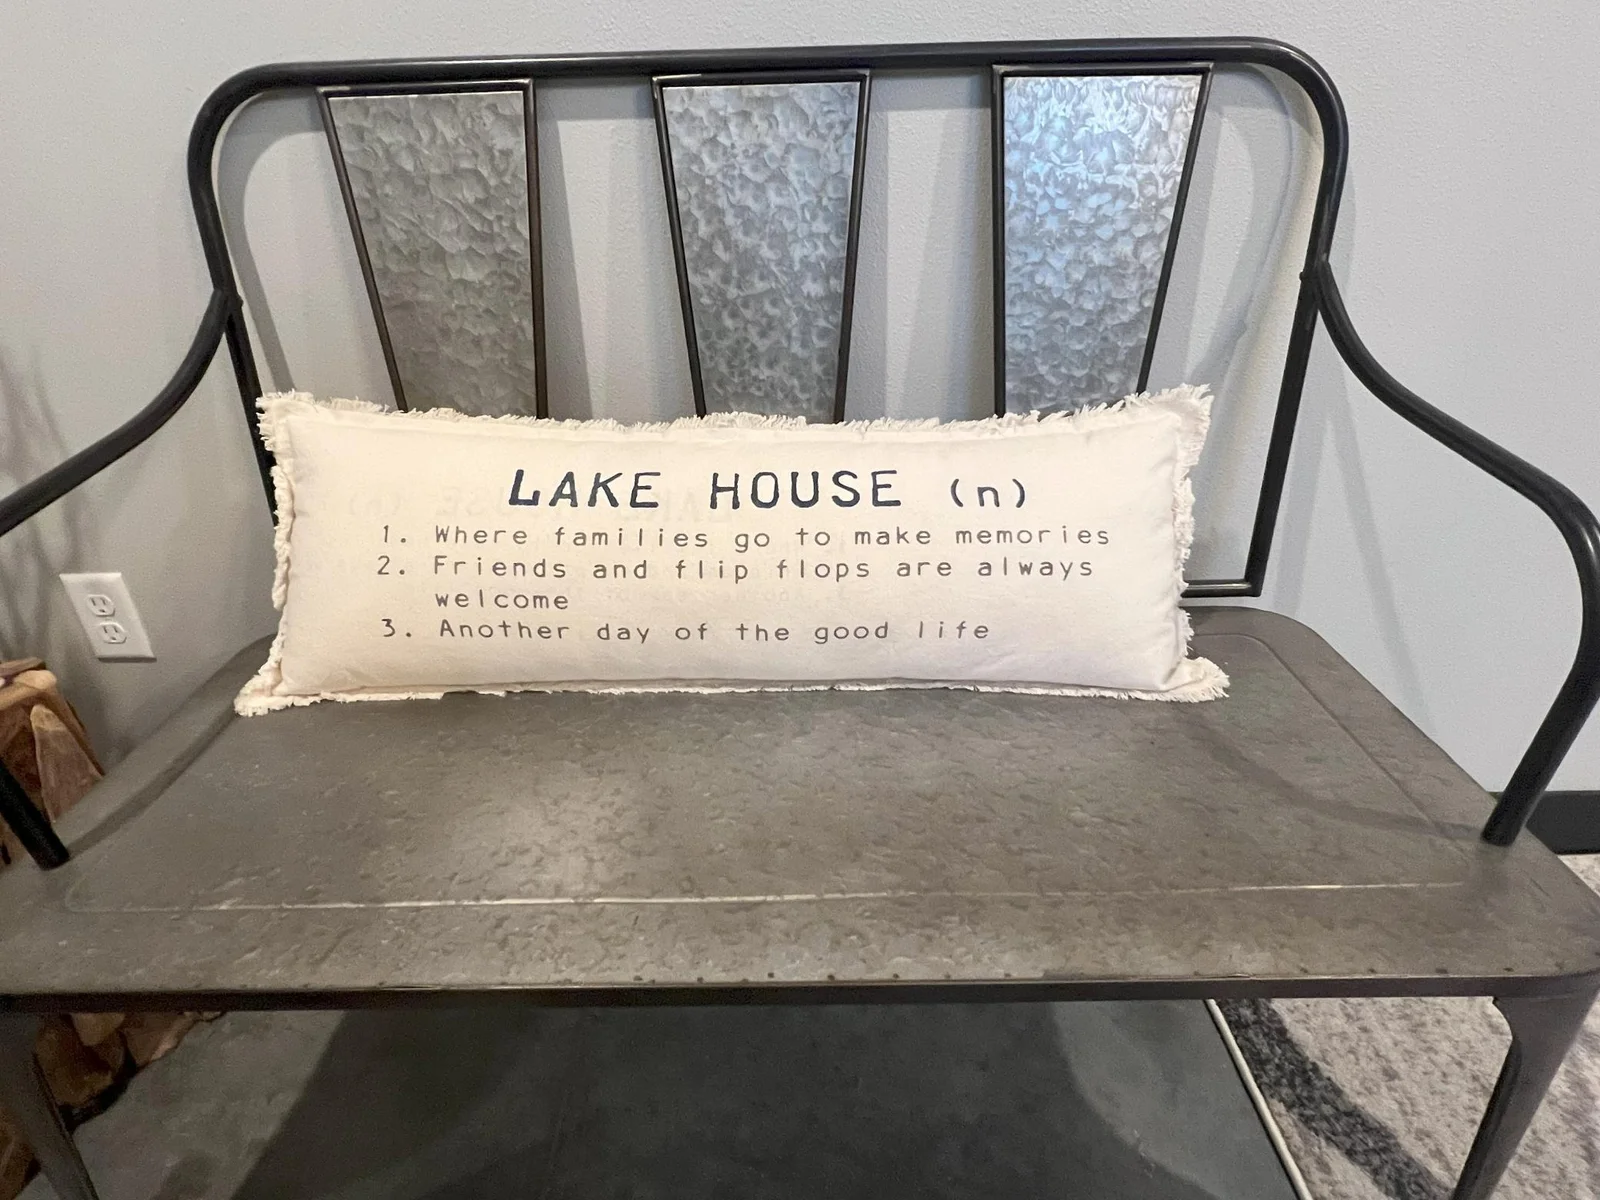 LAKE HOUSE (n)
1. Where families go to make memories
2. Friends and flip flops are always
welcome
3. Another day of the good life